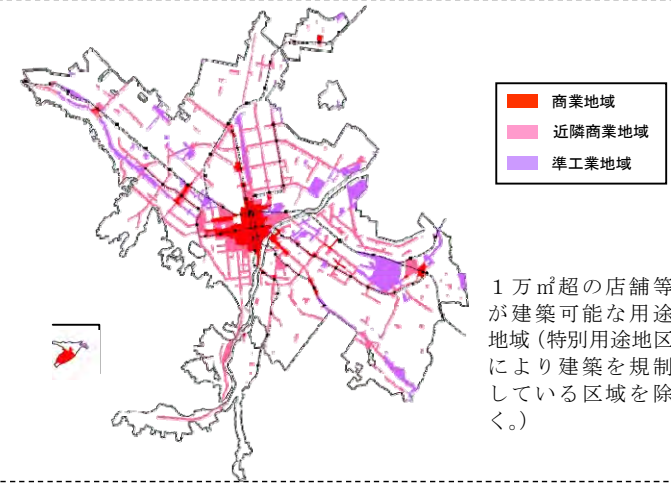 商業地域
近隣商業地域
準工業地域
１万㎡超の店舗等
が建築可能な用途
地域（特別用途地区
により建築を規制
している区域を除
く。）